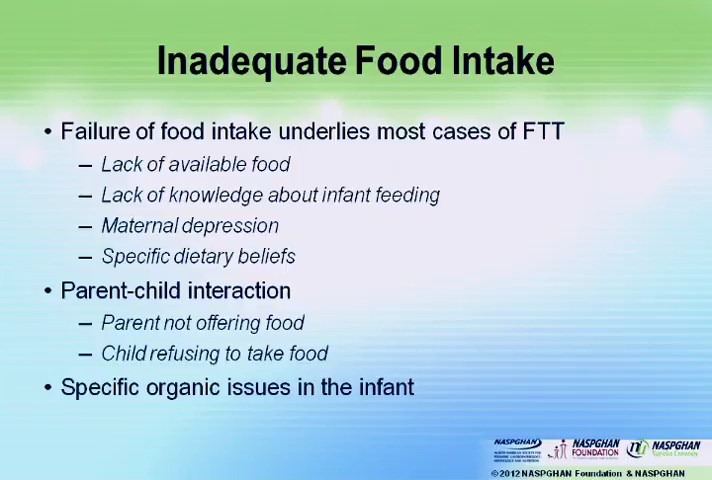 Inadequate Food Intake
• Failure of food intake underlies most cases of FTT
– Lack of available food
– Lack of knowledge about infant feeding
– Maternal depression
– Specific dietary beliefs
• Parent-child interaction
– Parent not offering food
– Child refusing to take food
• Specific organic issues in the infant
NASPGHAN
NASPGHAN
FOUNDATION
NASPGHAN
©2012 NASPGHAN Foundation & NASPGHAN